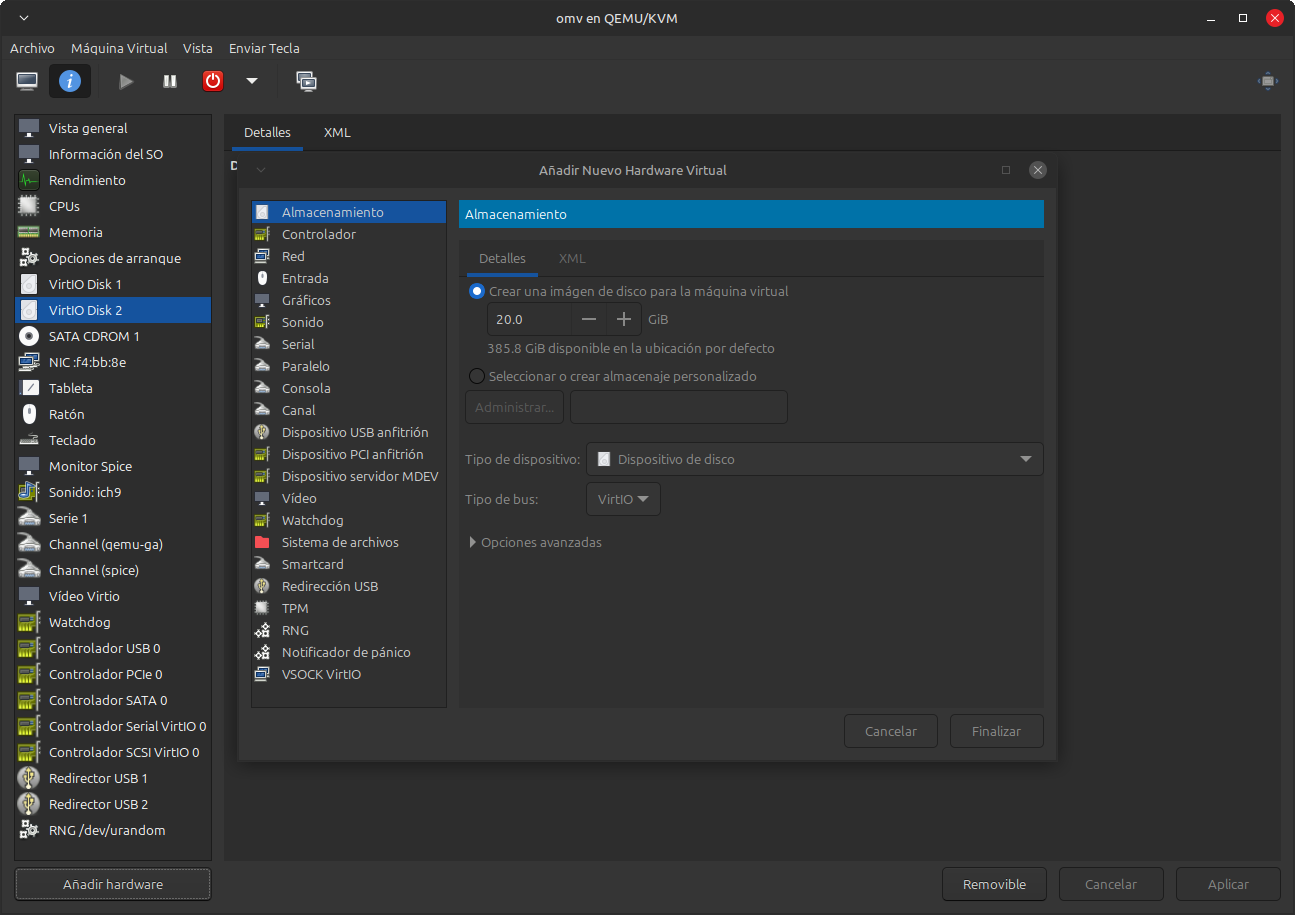 omv en QEMU/KVM
Archivo Máquina Virtual Vista Enviar Tecla
Vista general
Información del SO
Rendimiento
CPUs
Memoria
Opciones de arranque
VirtIO Disk 1
VirtIO Disk 2
SATA CDROM 1
NIC :f4:bb:8e
Tableta
Ratón
Teclado
Monitor Spice
Sonido: ich9
Serie 1
Channel (qemu-ga)
Channel (spice)
Vídeo Virtio
Watchdog
Controlador USB 0
Controlador PCIe 0
Controlador SATA 0
Controlador Serial VirtIO 0
Controlador SCSI VirtIO 0
Redirector USB 1
Redirector USB 2
RNG /dev/urandom
Añadir hardware
Detalles XML
D
Añadir Nuevo Hardware Virtual
Almacenamiento
Controlador
Red
Entrada
Gráficos
Sonido
Serial
Paralelo
Consola
Canal
Dispositivo USB anfitrión
Dispositivo PCI anfitrión
Dispositivo servidor MDEV
Vídeo
Watchdog
Sistema de archivos
Smartcard
Redirección USB
TPM
RNG
Notificador de pánico
VSOCK VirtIO
Almacenamiento
Detalles XML
Crear una imágen de disco para la máquina virtual
20.0 GiB
385.8 GiB disponible en la ubicación por defecto
Seleccionar o crear almacenaje personalizado
Administrar...
Tipo de dispositivo: Dispositivo de disco
Tipo de bus: VirtIO
Opciones avanzadas
Cancelar Finalizar
Removible Cancelar Aplicar